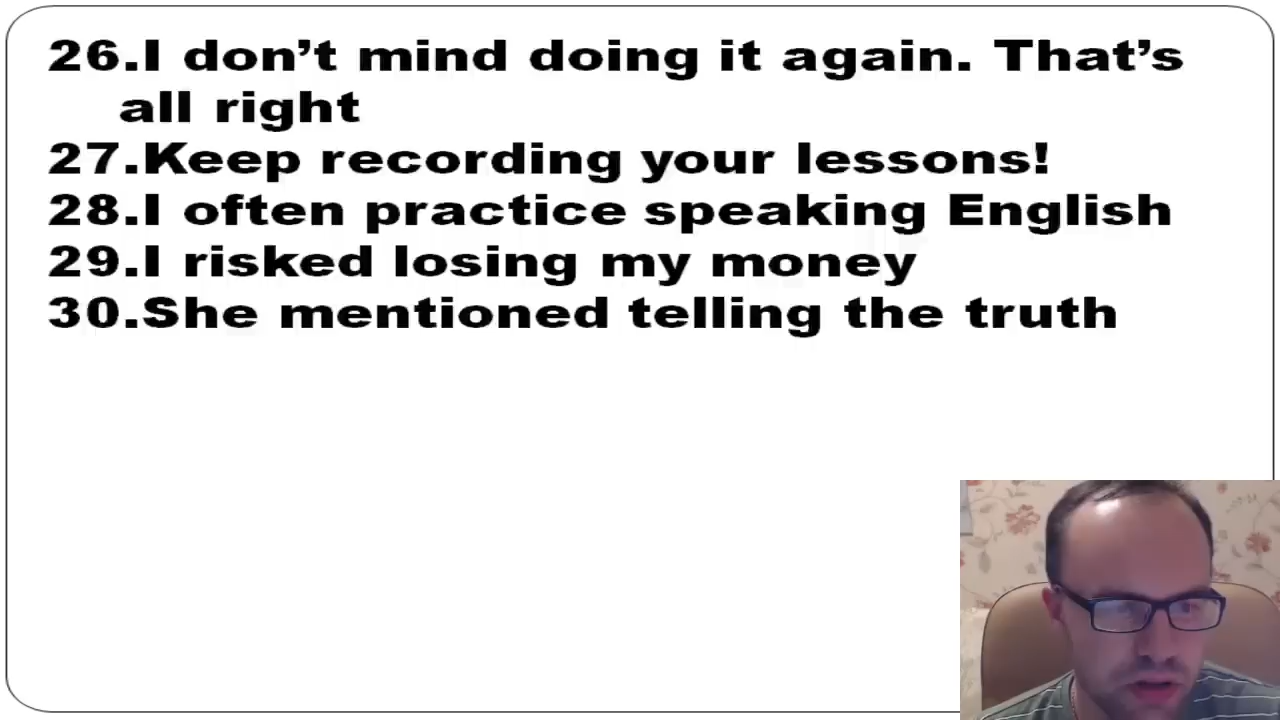 26.I don’t mind doing it again. That’s
all right
27.Keep recording your lessons!
28.I often practice speaking English
29.I risked losing my money
30.She mentioned telling the truth